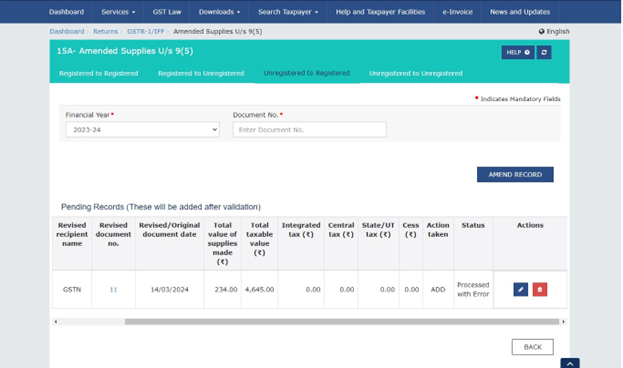 Dashboard Services GST Law Downloads Search Taxpayer Help and Taxpayer Facilities e-Invoice News and Updates
Dashboard Returns GSTR-1/IFF Amended Supplies U/s 9(5) English
15A- Amended Supplies U/s 9(5) HELP
Registered to Registered Registered to Unregistered Unregistered to Registered Unregistered to Unregistered
• Indicates Mandatory Fields
Financial Year• Document No.•
2023-24 Enter Document No.
AMEND RECORD
Pending Records (These will be added after validation)
Revised Revised Revised/Original Total Total Integrated Central State/UT Cess Action Status Actions
recipient document document date value of taxable tax (₹) tax (₹) tax (₹) (₹) taken
name no. supplies value
made (₹)
(₹)
GSTN 11 14/03/2024 234.00 4,645.00 0.00 0.00 0.00 0.00 ADD Processed
with Error
BACK